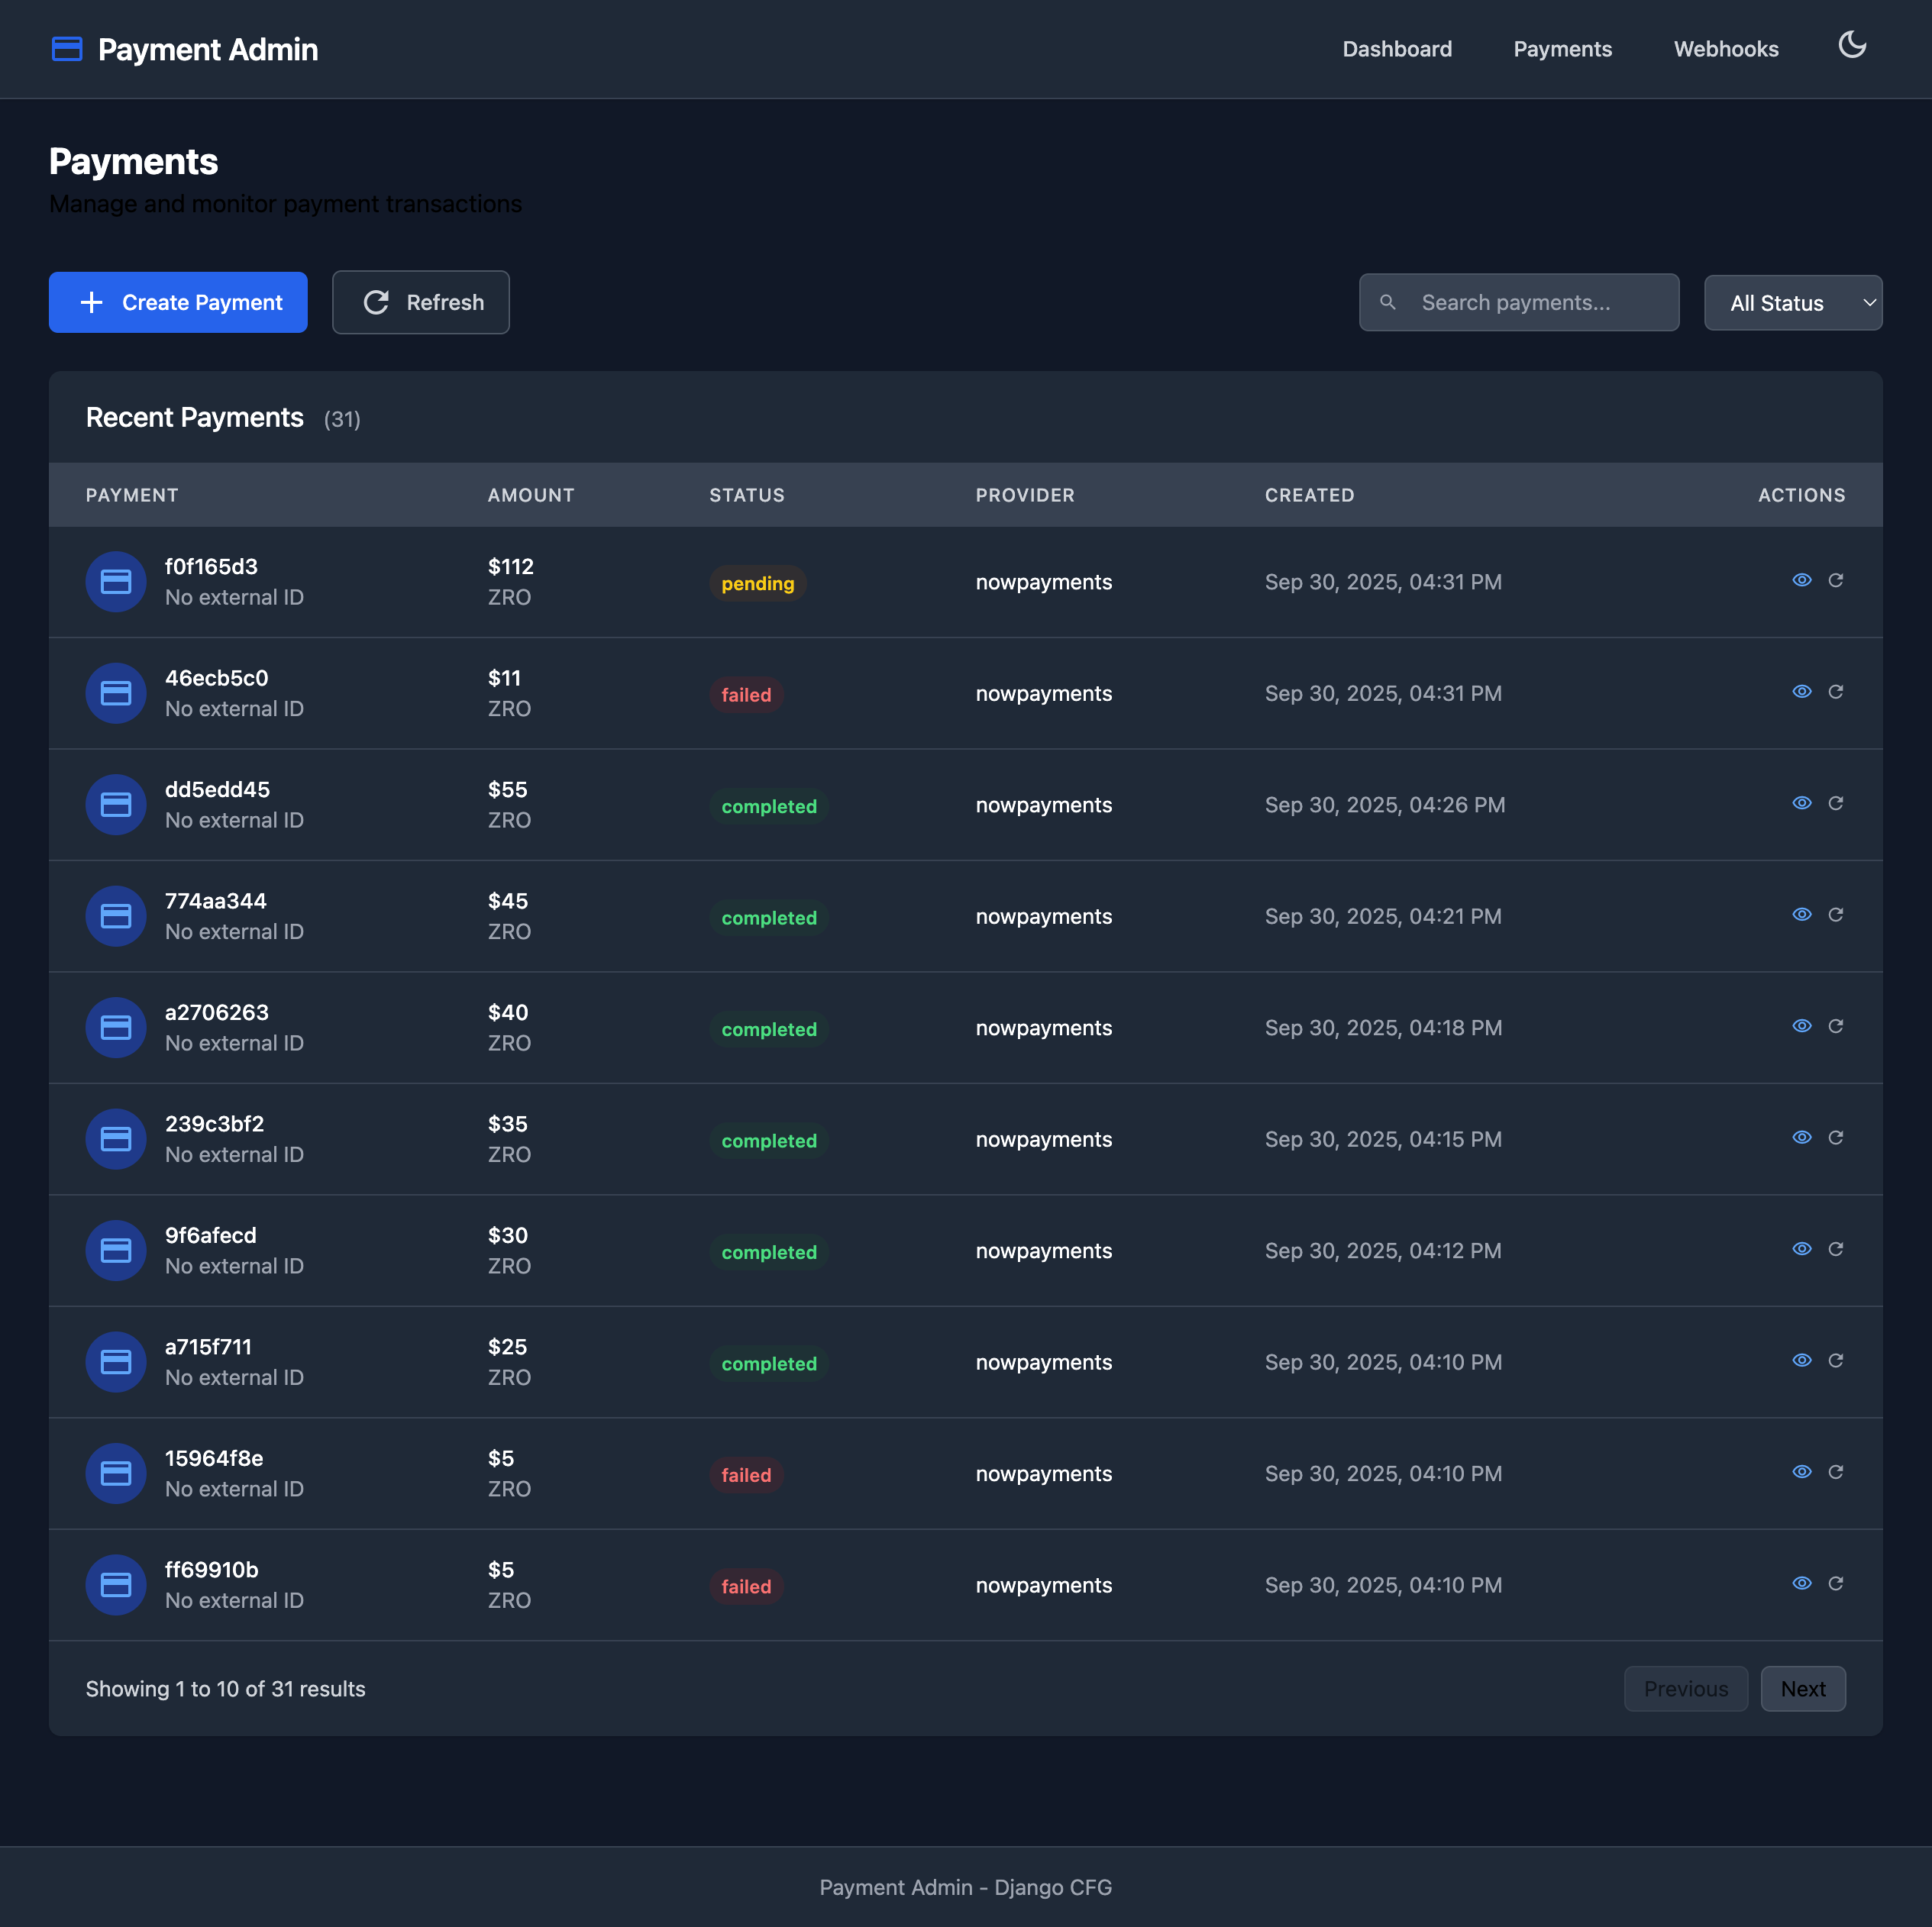 Payment Admin
Dashboard Payments Webhooks
Payments
Manage and monitor payment transactions
Create Payment Refresh Search payments... All Status
Recent Payments (31)
PAYMENT AMOUNT STATUS PROVIDER CREATED ACTIONS
f0f165d3 $112
No external ID ZRO
pending nowpayments Sep 30, 2025, 04:31 PM
46ecb5c0 $11
No external ID ZRO
failed nowpayments Sep 30, 2025, 04:31 PM
dd5edd45 $55
No external ID ZRO
completed nowpayments Sep 30, 2025, 04:26 PM
774aa344 $45
No external ID ZRO
completed nowpayments Sep 30, 2025, 04:21 PM
a2706263 $40
No external ID ZRO
completed nowpayments Sep 30, 2025, 04:18 PM
239c3bf2 $35
No external ID ZRO
completed nowpayments Sep 30, 2025, 04:15 PM
9f6afecd $30
No external ID ZRO
completed nowpayments Sep 30, 2025, 04:12 PM
a715f711 $25
No external ID ZRO
completed nowpayments Sep 30, 2025, 04:10 PM
15964f8e $5
No external ID ZRO
failed nowpayments Sep 30, 2025, 04:10 PM
ff69910b $5
No external ID ZRO
failed nowpayments Sep 30, 2025, 04:10 PM
Showing 1 to 10 of 31 results Previous Next
Payment Admin - Django CFG